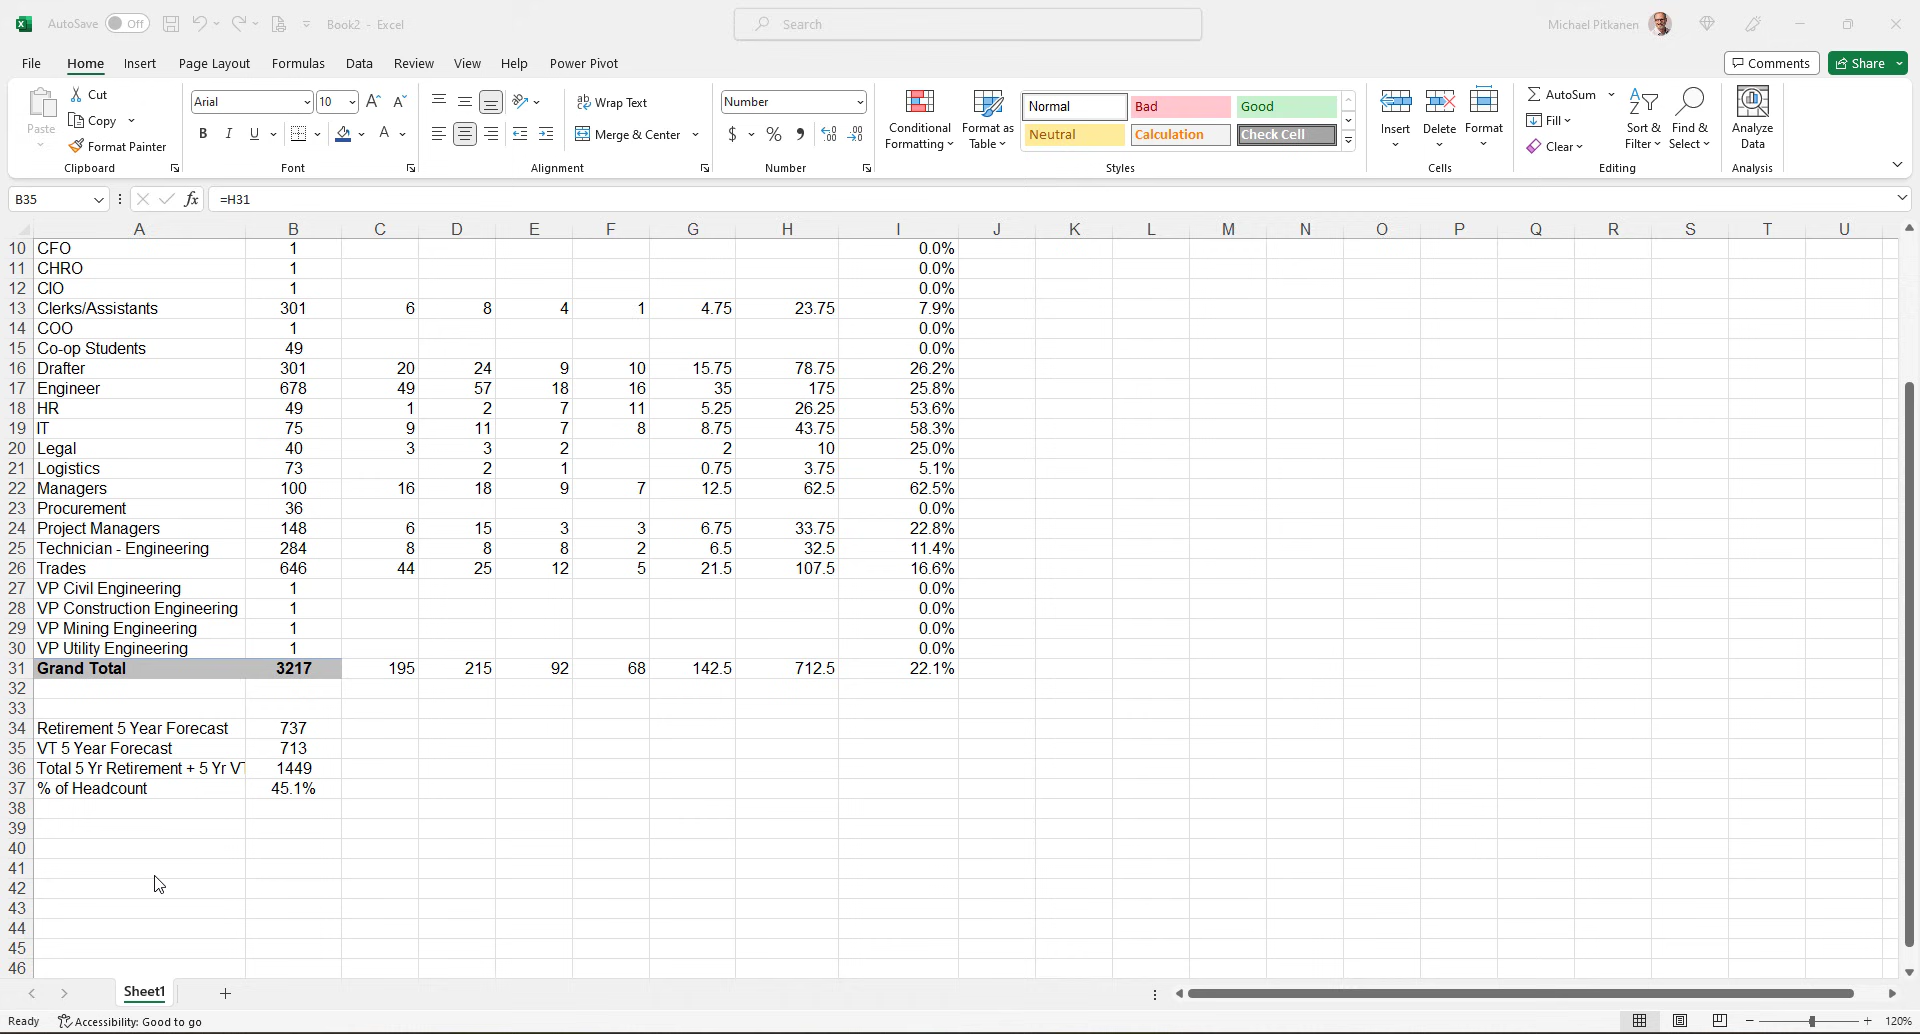 AutoSave Off Book2 - Excel Search Michael Pitkanen
File Home Insert Page Layout Formulas Data Review View Help Power Pivot Comments Share
Paste Cut Copy Format Painter Clipboard
Arial 10 B I U A Font
Wrap Text Merge & Center Alignment
Number $ % Number
Conditional Formatting Format as Table Normal Bad Good Neutral Calculation Check Cell Styles
Insert Delete Format Cells
AutoSum Fill Clear Sort & Filter Find & Select Editing
Analyze Data Analysis
B35 fx =H31
A B C D E F G H I J K L M N O P Q R S T U
10 CFO 1 0.0%
11 CHRO 1 0.0%
12 CIO 1 0.0%
13 Clerks/Assistants 301 6 8 4 1 4.75 23.75 7.9%
14 COO 1 0.0%
15 Co-op Students 49 0.0%
16 Drafter 301 20 24 9 10 15.75 78.75 26.2%
17 Engineer 678 49 57 18 16 35 175 25.8%
18 HR 49 1 2 7 11 5.25 26.25 53.6%
19 IT 75 9 11 7 8 8.75 43.75 58.3%
20 Legal 40 3 3 2 2 10 25.0%
21 Logistics 73 2 1 0.75 3.75 5.1%
22 Managers 100 16 18 9 7 12.5 62.5 62.5%
23 Procurement 36 0.0%
24 Project Managers 148 6 15 3 3 6.75 33.75 22.8%
25 Technician - Engineering 284 8 8 8 2 6.5 32.5 11.4%
26 Trades 646 44 25 12 5 21.5 107.5 16.6%
27 VP Civil Engineering 1 0.0%
28 VP Construction Engineering 1 0.0%
29 VP Mining Engineering 1 0.0%
30 VP Utility Engineering 1 0.0%
31 Grand Total 3217 195 215 92 68 142.5 712.5 22.1%
32
33
34 Retirement 5 Year Forecast 737
35 VT 5 Year Forecast 713
36 Total 5 Yr Retirement + 5 Yr VT 1449
37 % of Headcount 45.1%
38
39
40
41
42
43
44
45
46
Sheet1
Ready Accessibility: Good to go 120%